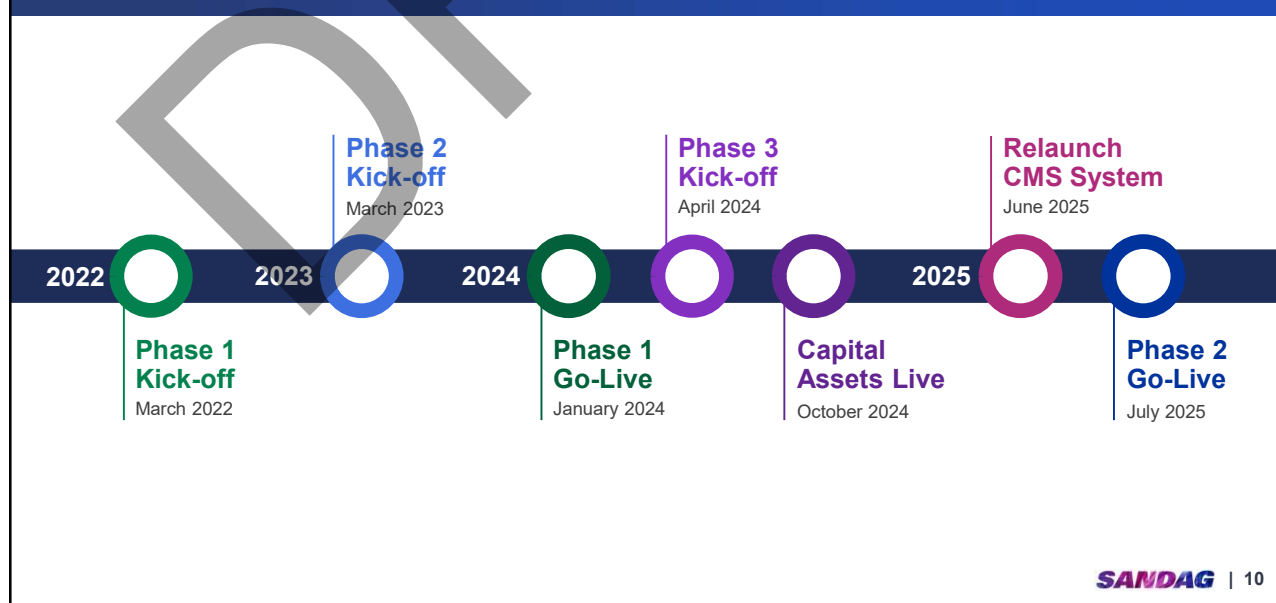 Phase 2
Kick-off
March 2023
Phase 3
Kick-off
April 2024
Relaunch
CMS System
June 2025
2022
2023
2024
2025
Phase 1
Kick-off
March 2022
Phase 1
Go-Live
January 2024
Capital
Assets Live
October 2024
Phase 2
Go-Live
July 2025
SANDAG | 10